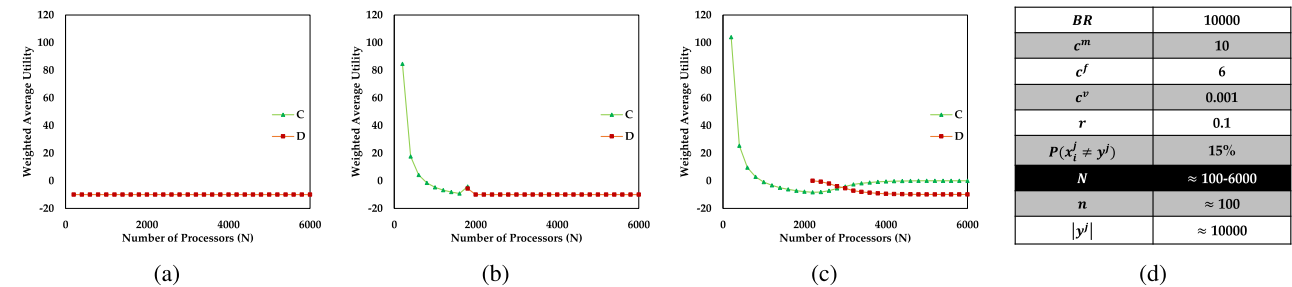 120
100
80
60
40
20
0
-20
Weighted Average Utility
0 2000 4000 6000
Number of Processors (N)
C
D
(a)
120
100
80
60
40
20
0
-20
Weighted Average Utility
0 2000 4000 6000
Number of Processors (N)
C
D
(b)
120
100
80
60
40
20
0
-20
Weighted Average Utility
0 2000 4000 6000
Number of Processors (N)
C
D
(c)
BR 10000
c^m 10
c^f 6
c^v 0.001
r 0.1
P(x_i^j ≠ y^j) 15%
N ≈ 100-6000
n ≈ 100
|y^j| ≈ 10000
(d)